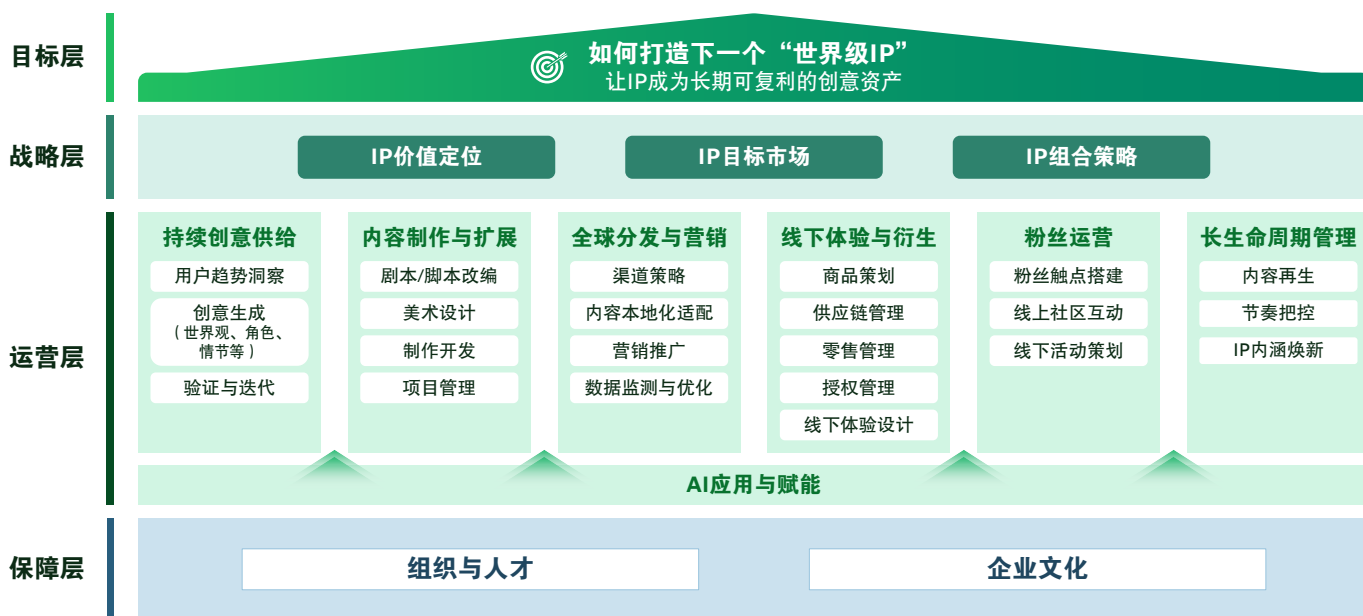 目标层
如何打造下一个“世界级IP”
让IP成为长期可复利的创意资产
战略层
IP价值定位
IP目标市场
IP组合策略
运营层
持续创意供给
用户趋势洞察
创意生成
（世界观、角色、
情节等）
验证与迭代
内容制作与扩展
剧本/脚本改编
美术设计
制作开发
项目管理
全球分发与营销
渠道策略
内容本地化适配
营销推广
数据监测与优化
线下体验与衍生
商品策划
供应链管理
零售管理
授权管理
线下体验设计
粉丝运营
粉丝触点搭建
线上社区互动
线下活动策划
长生命周期管理
内容再生
节奏把控
IP内涵焕新
AI应用与赋能
保障层
组织与人才
企业文化